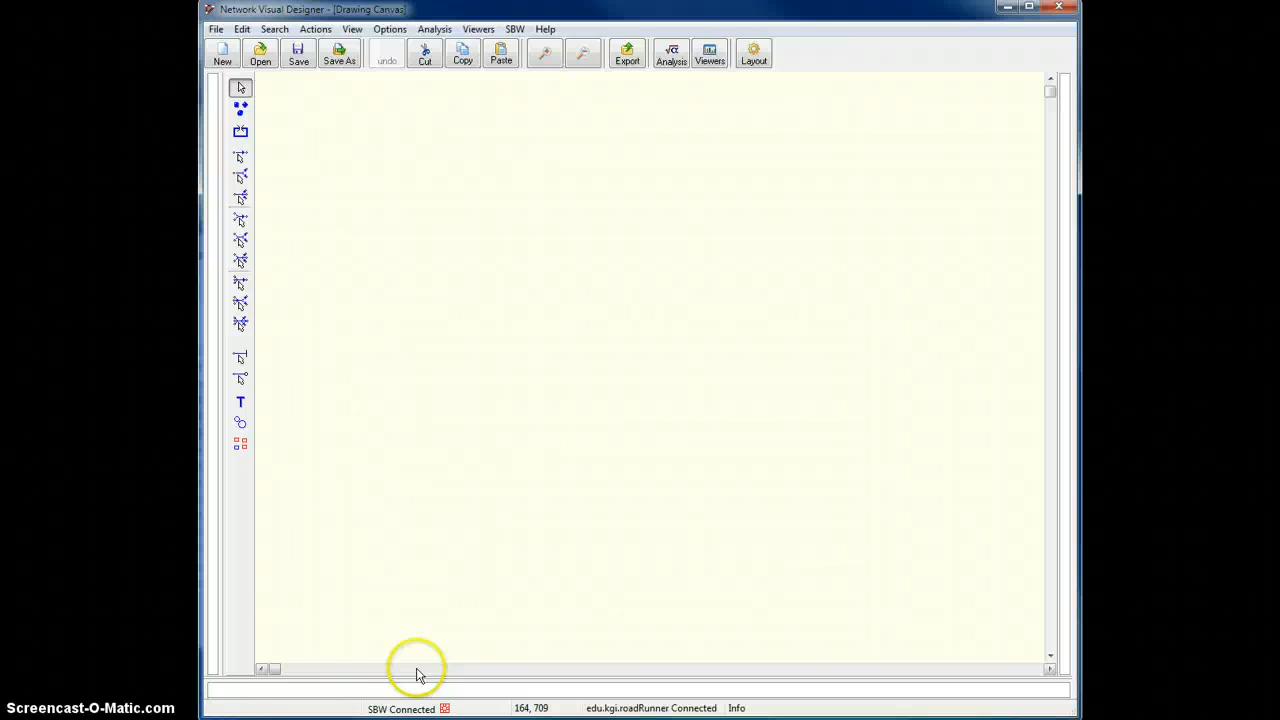 Network Visual Designer - [Drawing Canvas]
File Edit Search Actions View Options Analysis Viewers SBW Help
New Open Save Save As undo Cut Copy Paste Export Analysis Viewers Layout
T
SBW Connected 164, 709 edu.kgi.roadRunner Connected Info
Screencast-O-Matic.com